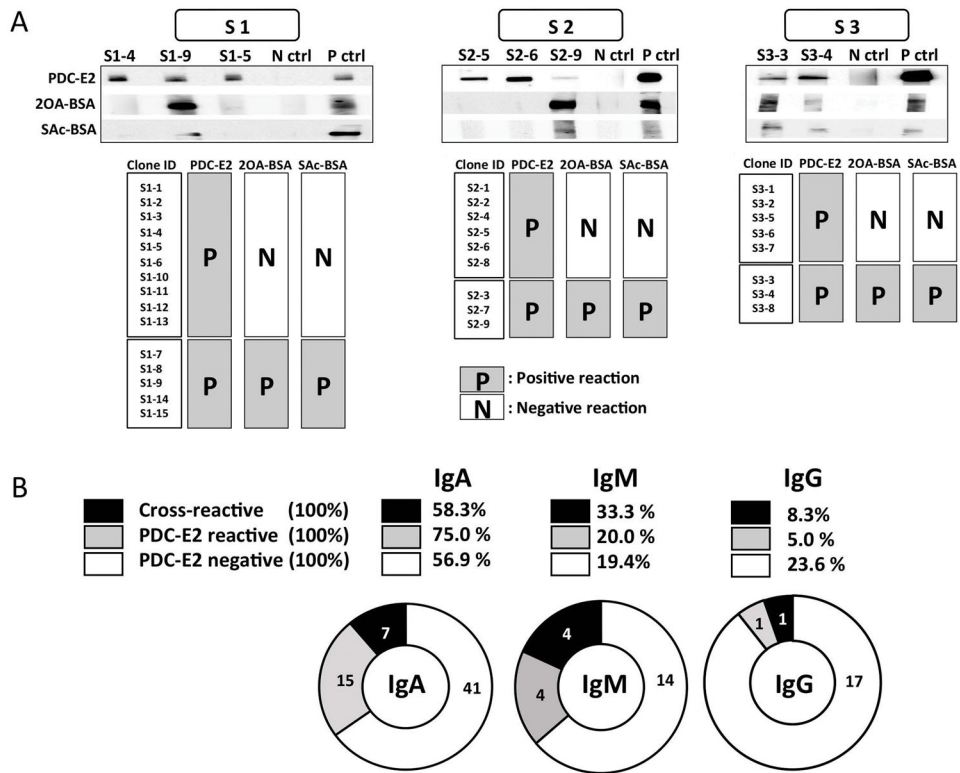 A
S 1
S1-4 S1-9 S1-5 N ctrl P ctrl
PDC-E2
2OA-BSA
SAc-BSA
Clone ID PDC-E2 2OA-BSA SAc-BSA
S1-1
S1-2
S1-3
S1-4
S1-5
S1-6
S1-10
S1-11
S1-12
S1-13
P N N
S1-7
S1-8
S1-9
S1-14
S1-15
P P P
S 2
S2-5 S2-6 S2-9 N ctrl P ctrl
Clone ID PDC-E2 2OA-BSA SAc-BSA
S2-1
S2-2
S2-4
S2-5
S2-6
S2-8
P N N
S2-3
S2-7
S2-9
P P P
S 3
S3-3 S3-4 N ctrl P ctrl
Clone ID PDC-E2 2OA-BSA SAc-BSA
S3-1
S3-2
S3-5
S3-6
S3-7
P N N
S3-3
S3-4
S3-8
P P P
P : Positive reaction
N : Negative reaction
B
IgA IgM IgG
Cross-reactive (100%) 58.3% 33.3 % 8.3%
PDC-E2 reactive (100%) 75.0 % 20.0 % 5.0 %
PDC-E2 negative (100%) 56.9 % 19.4% 23.6 %
7 15 41 IgA
4 4 14 IgM
1 1 17 IgG